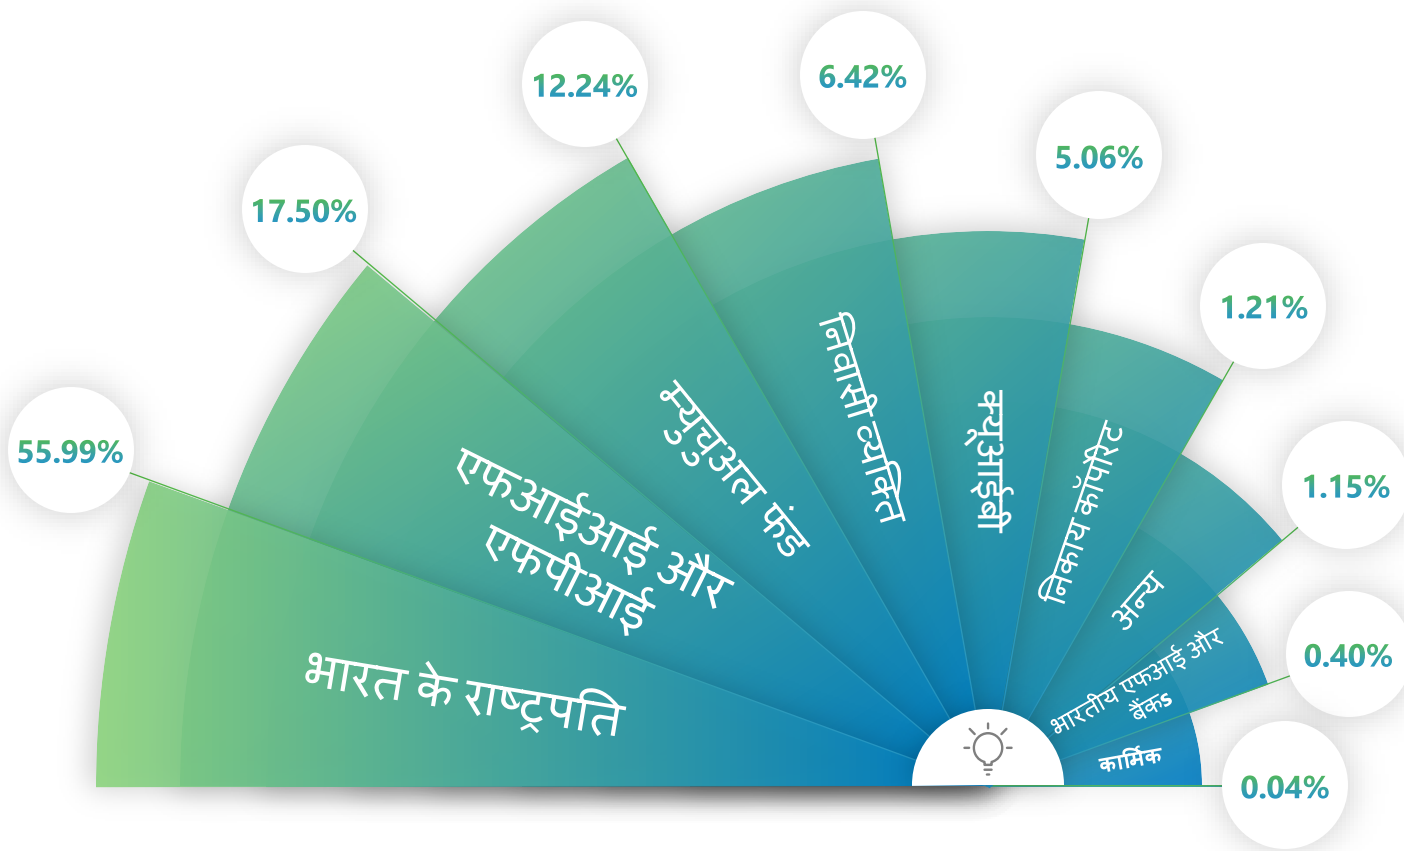 55.99%
भारत के राष्ट्रपति
17.50%
एफआईआई और
एफपीआई
12.24%
म्युचुअल फंड
6.42%
निवासी व्यक्ति
5.06%
क्यूआईबी
1.21%
निकाय कॉर्पोरेट
1.15%
अन्य
0.40%
भारतीय एफआई और
बैंकs
0.04%
कार्मिक